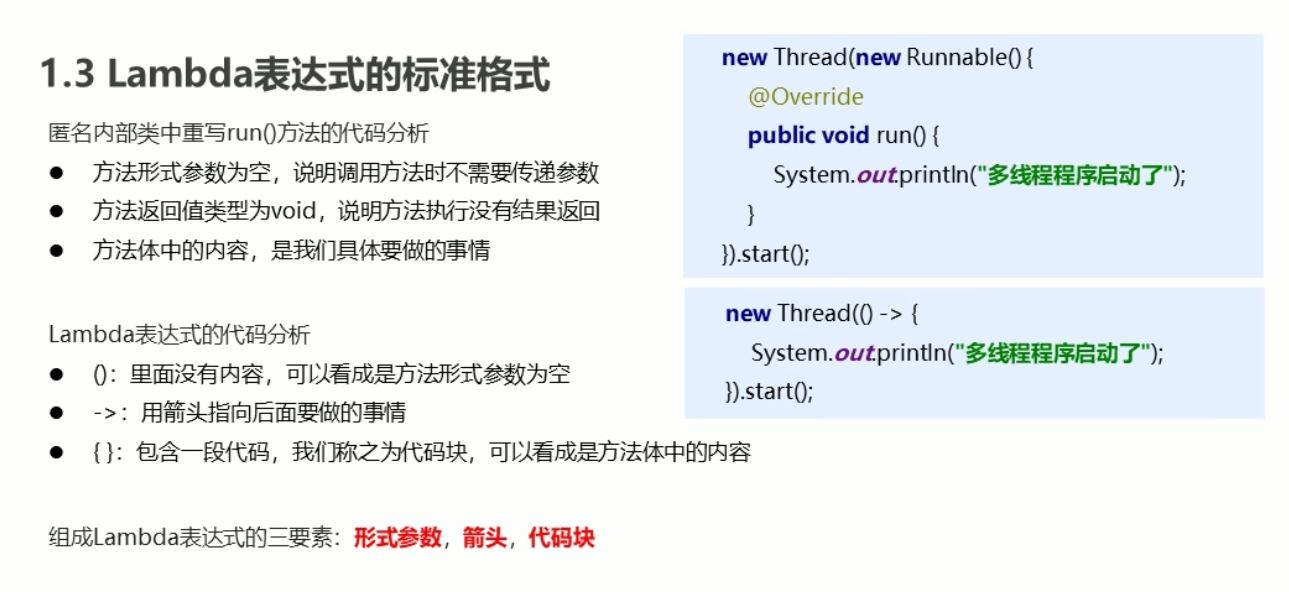 1.3 Lambda表达式的标准格式
匿名内部类中重写run()方法的代码分析
● 方法形式参数为空，说明调用方法时不需要传递参数
● 方法返回值类型为void，说明方法执行没有结果返回
● 方法体中的内容，是我们具体要做的事情
Lambda表达式的代码分析
● ()：里面没有内容，可以看成是方法形式参数为空
● ->：用箭头指向后面要做的事情
● { }：包含一段代码，我们称之为代码块，可以看成是方法体中的内容
组成Lambda表达式的三要素：形式参数，箭头，代码块
new Thread(new Runnable() {
@Override
public void run() {
System.out.println("多线程程序启动了");
}
}).start();
new Thread(() -> {
System.out.println("多线程程序启动了");
}).start();